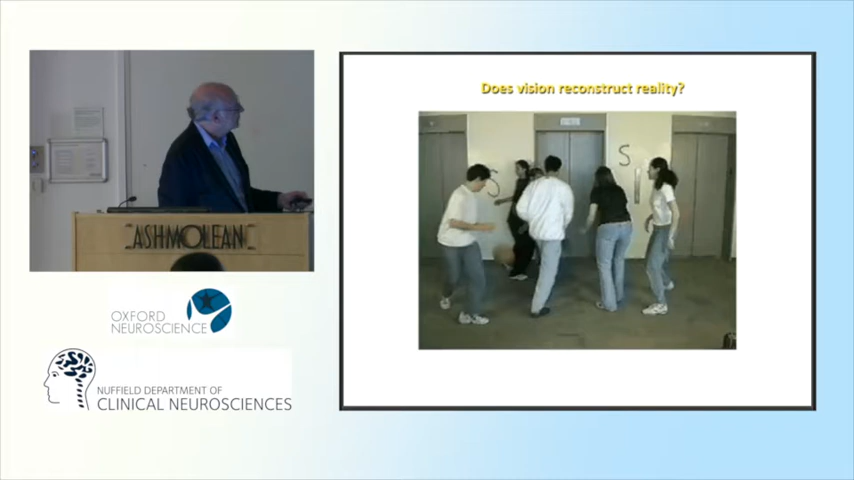 ASHMOLEAN
OXFORD
NEUROSCIENCE
NUFFIELD DEPARTMENT OF
CLINICAL NEUROSCIENCES
Does vision reconstruct reality?
S
S